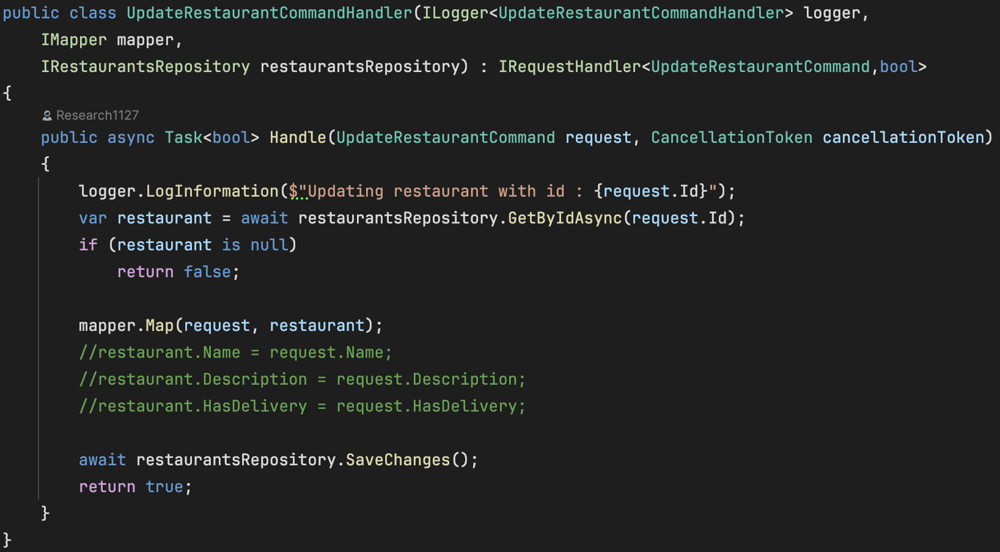 public class UpdateRestaurantCommandHandler(ILogger<UpdateRestaurantCommandHandler> logger,
    IMapper mapper,
    IRestaurantsRepository restaurantsRepository) : IRequestHandler<UpdateRestaurantCommand,bool>
{
    Research1127
    public async Task<bool> Handle(UpdateRestaurantCommand request, CancellationToken cancellationToken)
    {
        logger.LogInformation($"Updating restaurant with id : {request.Id}");
        var restaurant = await restaurantsRepository.GetByIdAsync(request.Id);
        if (restaurant is null)
            return false;

        mapper.Map(request, restaurant);
        //restaurant.Name = request.Name;
        //restaurant.Description = request.Description;
        //restaurant.HasDelivery = request.HasDelivery;

        await restaurantsRepository.SaveChanges();
        return true;
    }
}